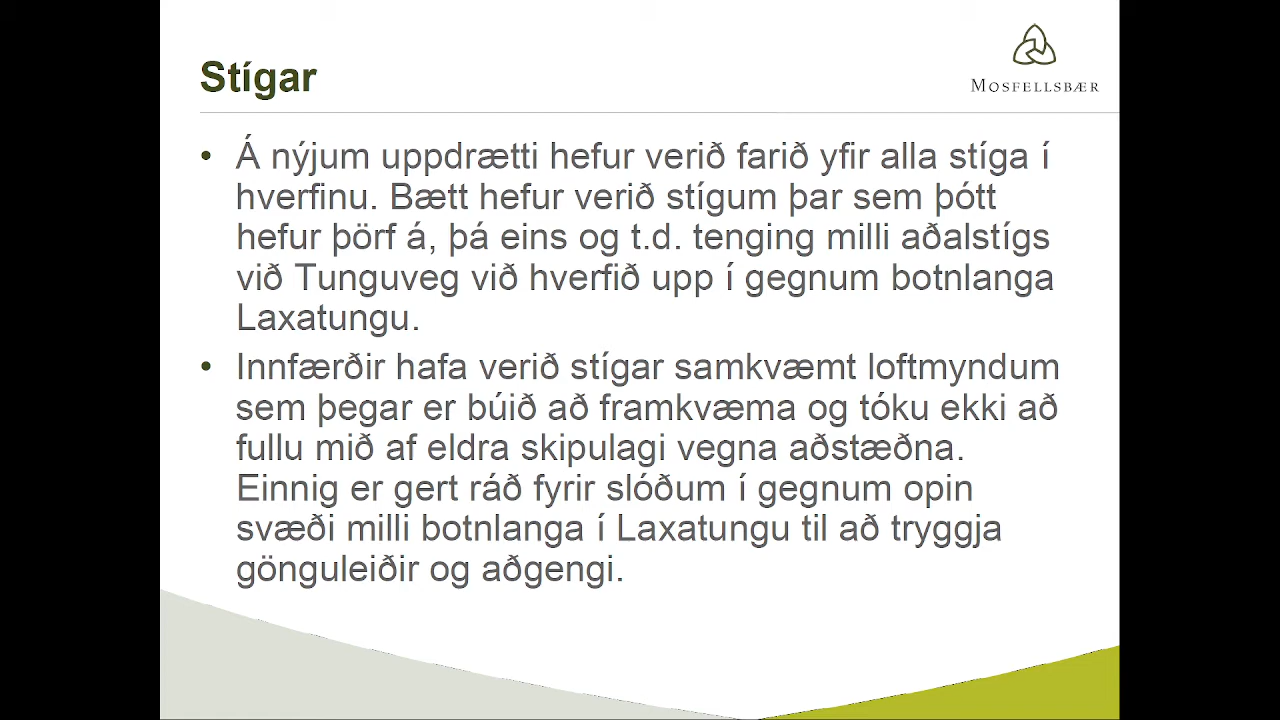 Stígar
MOSFELLSBÆR
• Á nýjum uppdrætti hefur verið farið yfir alla stíga í
hverfinu. Bætt hefur verið stígum þar sem þótt
hefur þörf á, þá eins og t.d. tenging milli aðalstígs
við Tunguveg við hverfið upp í gegnum botnlanga
Laxatungu.
• Innfærðir hafa verið stígar samkvæmt loftmyndum
sem þegar er búið að framkvæma og tóku ekki að
fullu mið af eldra skipulagi vegna aðstæðna.
Einnig er gert ráð fyrir slóðum í gegnum opin
svæði milli botnlanga í Laxatungu til að tryggja
gönguleiðir og aðgengi.